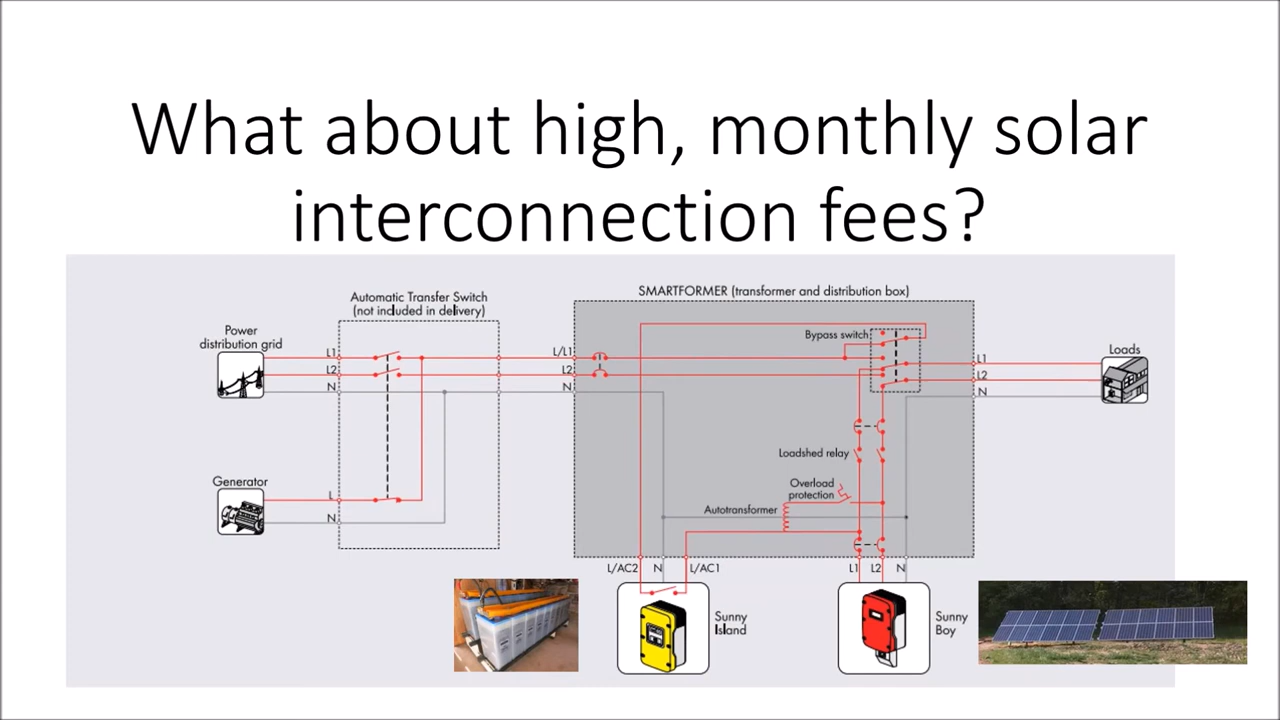 What about high, monthly solar
interconnection fees?
SMARTFORMER (transformer and distribution box)
Automatic Transfer Switch
(not included in delivery)
Power
distribution grid
Bypass switch
Loads
L1
L2
N
L/L1
L2
N
L1
L2
N
Loadshed relay
Generator
L
N
Overload
protection
Autotransformer
L/AC2
N
L/AC1
L1
L2
N
Sunny
Island
Sunny
Boy